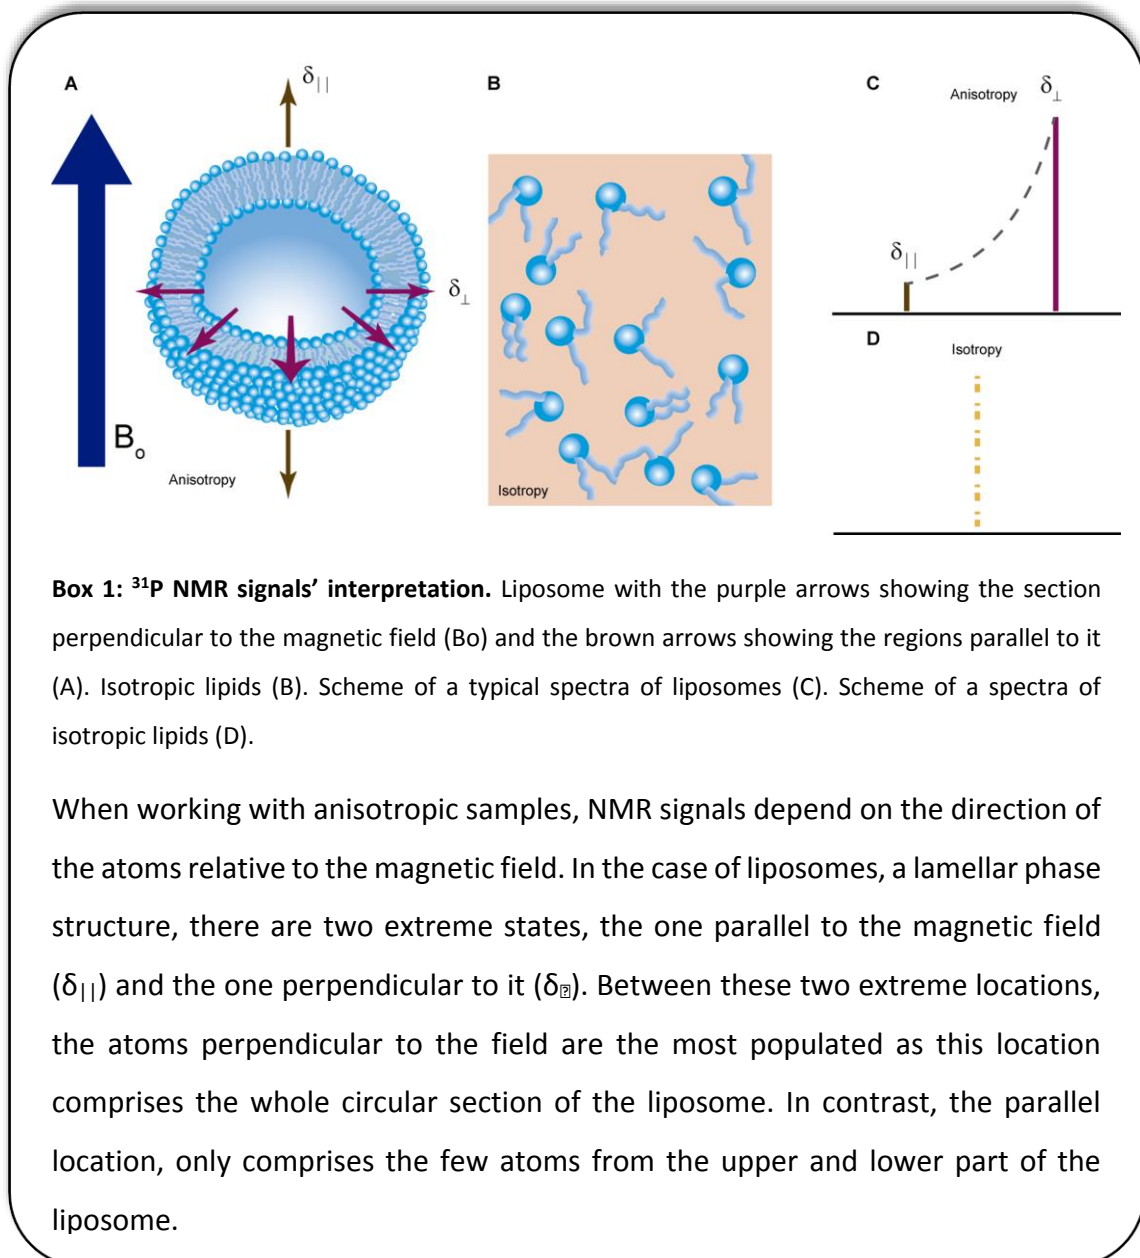 A
δ||
B
C
Anisotropy
δ⊥
δ||
δ⊥
D
Isotropy
Bo
Anisotropy
Isotropy
Box 1: ³¹P NMR signals’ interpretation. Liposome with the purple arrows showing the section
perpendicular to the magnetic field (Bo) and the brown arrows showing the regions parallel to it
(A). Isotropic lipids (B). Scheme of a typical spectra of liposomes (C). Scheme of a spectra of
isotropic lipids (D).
When working with anisotropic samples, NMR signals depend on the direction of
the atoms relative to the magnetic field. In the case of liposomes, a lamellar phase
structure, there are two extreme states, the one parallel to the magnetic field
(δ||) and the one perpendicular to it (δ⍰). Between these two extreme locations,
the atoms perpendicular to the field are the most populated as this location
comprises the whole circular section of the liposome. In contrast, the parallel
location, only comprises the few atoms from the upper and lower part of the
liposome.